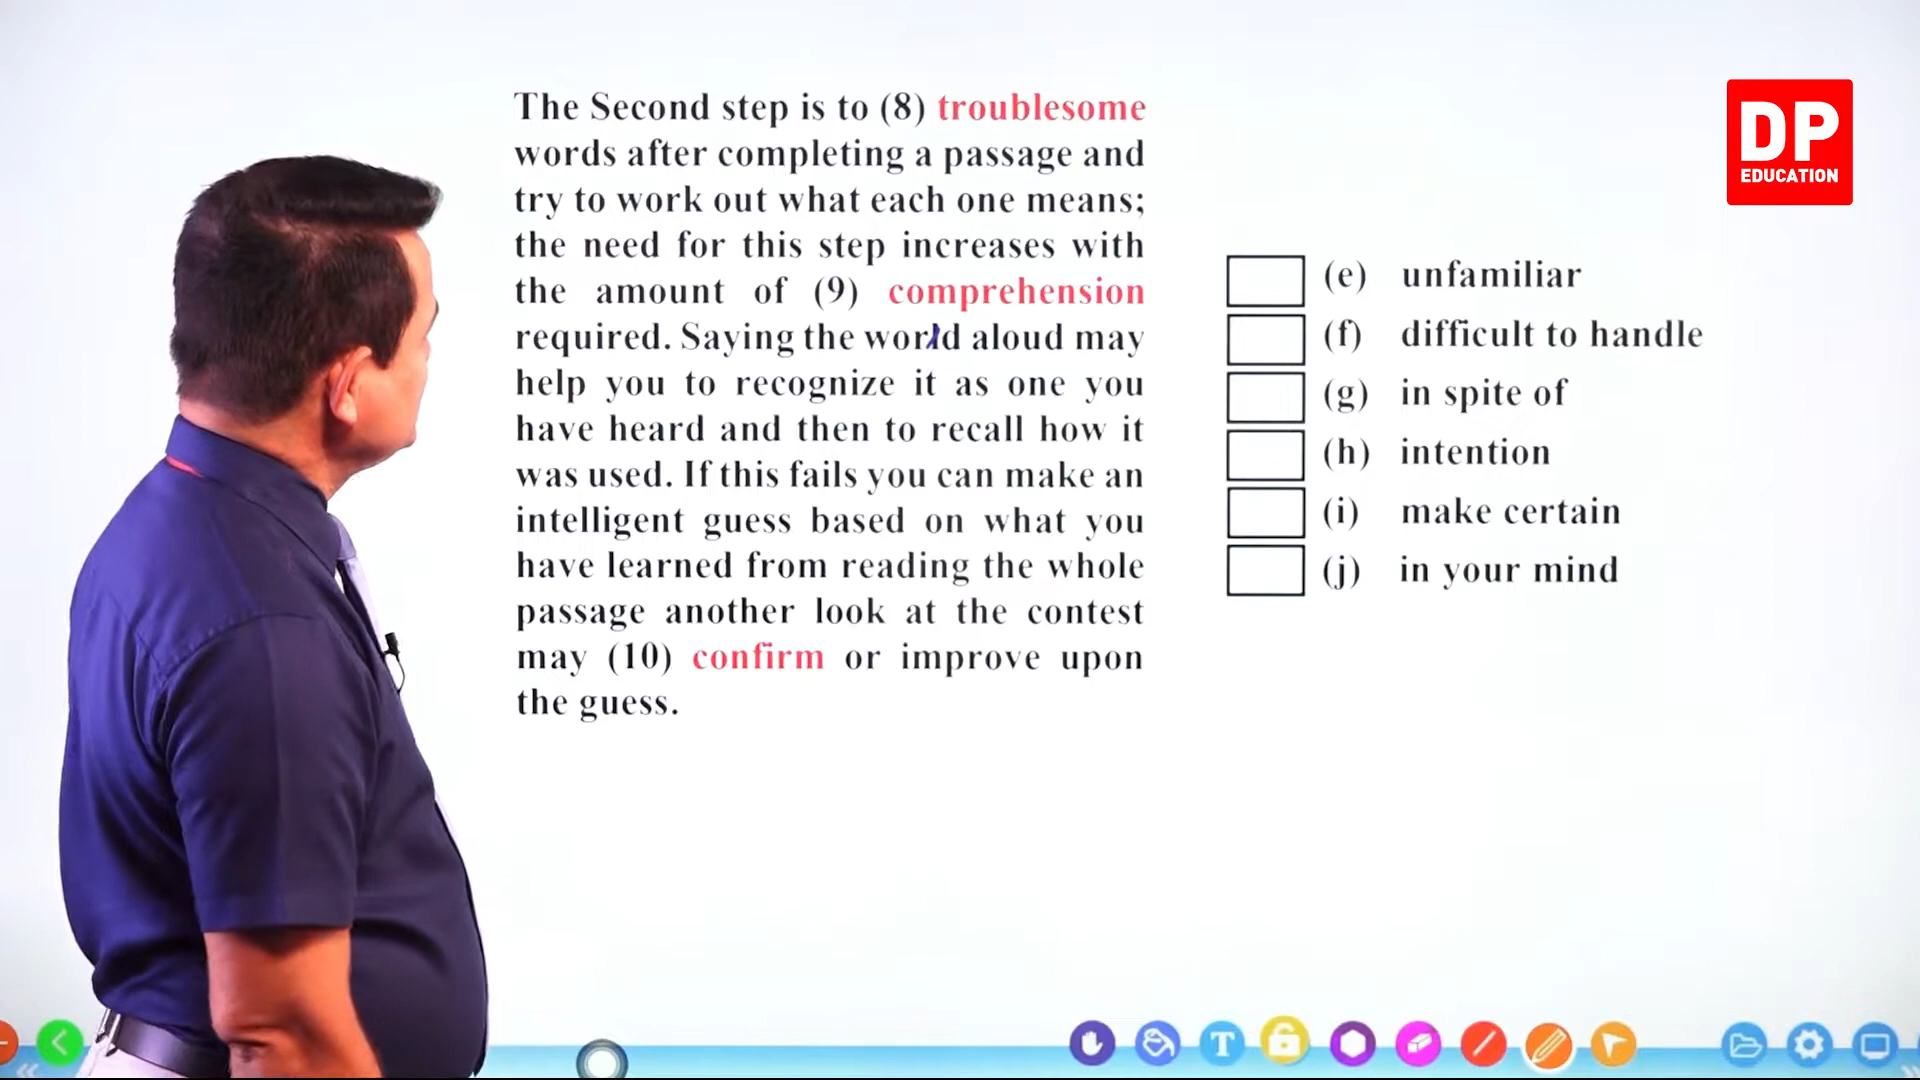 The Second step is to (8) troublesome
words after completing a passage and
try to work out what each one means;
the need for this step increases with
the amount of (9) comprehension
required. Saying the world aloud may
help you to recognize it as one you
have heard and then to recall how it
was used. If this fails you can make an
intelligent guess based on what you
have learned from reading the whole
passage another look at the contest
may (10) confirm or improve upon
the guess.
(e) unfamiliar
(f) difficult to handle
(g) in spite of
(h) intention
(i) make certain
(j) in your mind
DP
EDUCATION
T